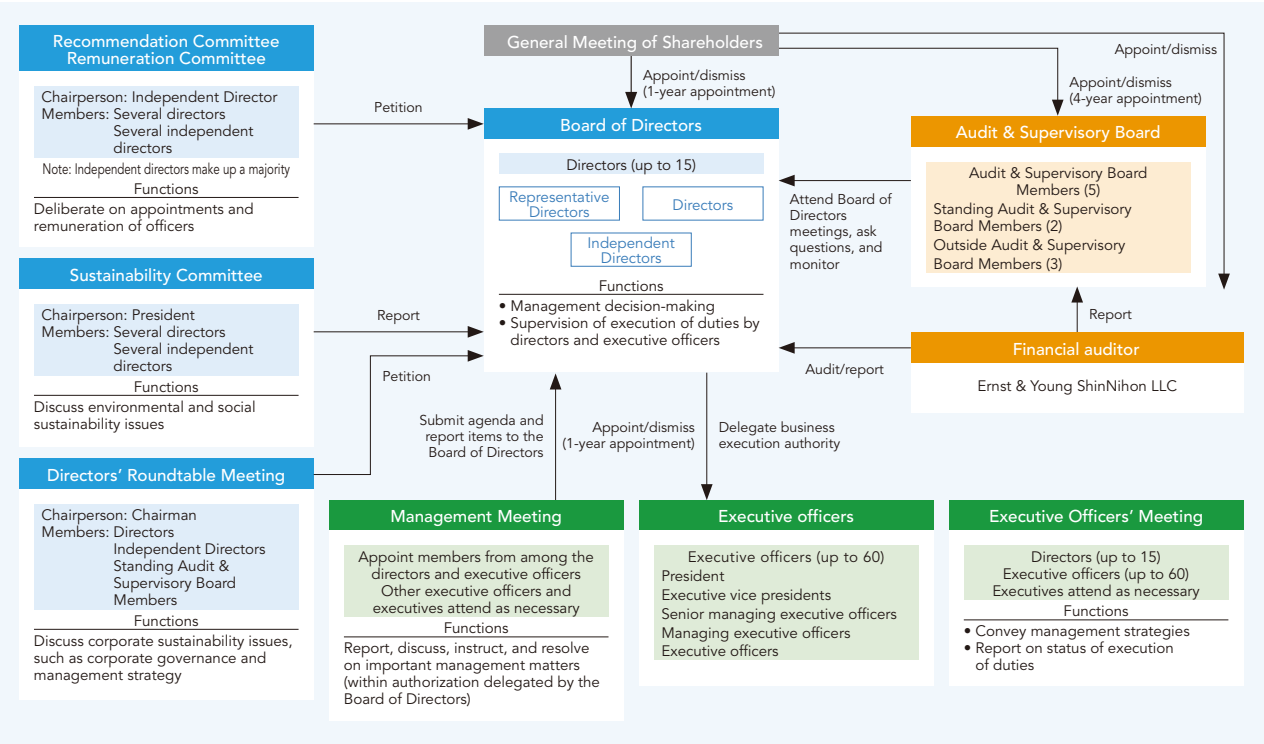 Recommendation Committee
Remuneration Committee
Chairperson: Independent Director
Members: Several directors
Several independent
directors
Note: Independent directors make up a majority
Functions
Deliberate on appointments and
remuneration of officers
Sustainability Committee
Chairperson: President
Members: Several directors
Several independent
directors
Functions
Discuss environmental and social
sustainability issues
Directors’ Roundtable Meeting
Chairperson: Chairman
Members: Directors
Independent Directors
Standing Audit &
Supervisory Board
Members
Functions
Discuss corporate sustainability issues,
such as corporate governance and
management strategy
Petition
Report
Petition
General Meeting of Shareholders
Appoint/dismiss
(1-year appointment)
Appoint/dismiss
(4-year appointment)
Appoint/dismiss
Board of Directors
Directors (up to 15)
Representative
Directors
Directors
Independent
Directors
Functions
• Management decision-making
• Supervision of execution of duties by
directors and executive officers
Attend Board of
Directors
meetings, ask
questions, and
monitor
Audit & Supervisory Board
Audit & Supervisory Board
Members (5)
Standing Audit & Supervisory
Board Members (2)
Outside Audit & Supervisory
Board Members (3)
Report
Audit/report
Financial auditor
Ernst & Young ShinNihon LLC
Submit agenda and
report items to the
Board of Directors
Appoint/dismiss
(1-year appointment)
Delegate business
execution authority
Management Meeting
Appoint members from among the
directors and executive officers
Other executive officers and
executives attend as necessary
Functions
Report, discuss, instruct, and resolve
on important management matters
(within authorization delegated by the
Board of Directors)
Executive officers
Executive officers (up to 60)
President
Executive vice presidents
Senior managing executive officers
Managing executive officers
Executive officers
Executive Officers’ Meeting
Directors (up to 15)
Executive officers (up to 60)
Executives attend as necessary
Functions
• Convey management strategies
• Report on status of execution
of duties